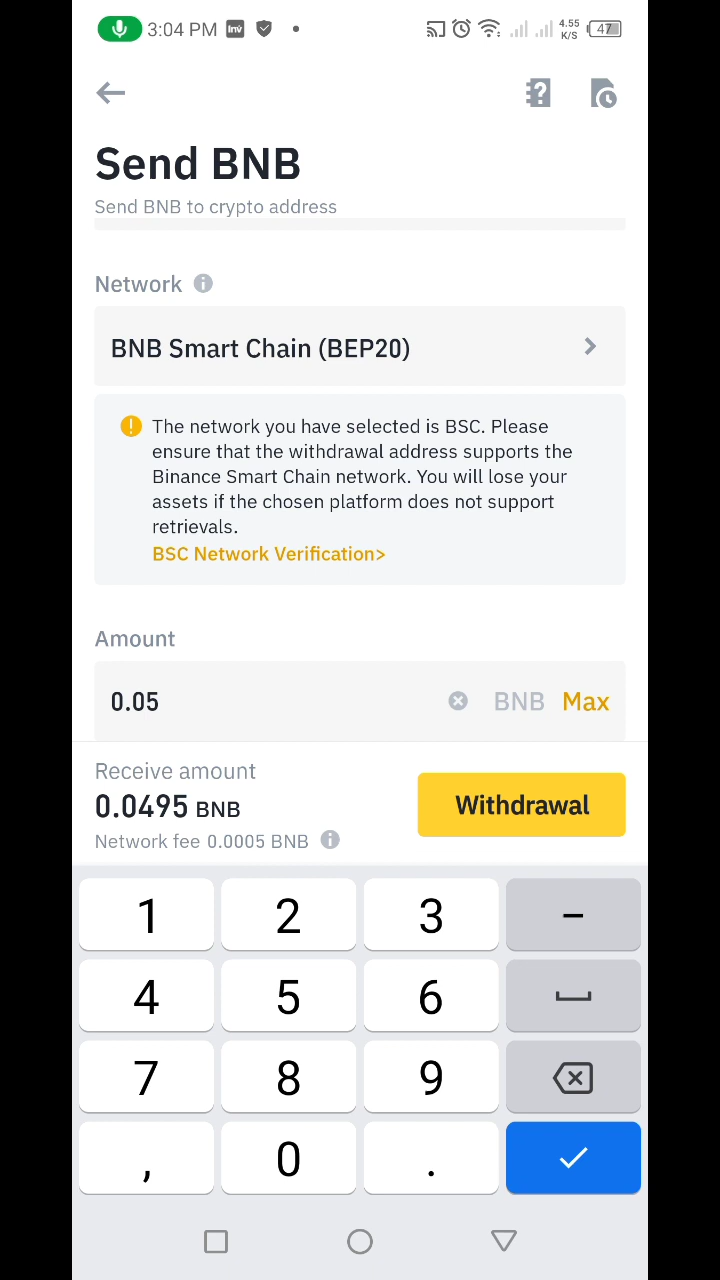 3:04 PM
inv
4.55
K/S
47
Send BNB
Send BNB to crypto address
Network
BNB Smart Chain (BEP20)
The network you have selected is BSC. Please
ensure that the withdrawal address supports the
Binance Smart Chain network. You will lose your
assets if the chosen platform does not support
retrievals.
BSC Network Verification>
Amount
0.05 BNB Max
Receive amount
0.0495 BNB
Network fee 0.0005 BNB
Withdrawal
1 2 3 –
4 5 6
7 8 9
, 0 .